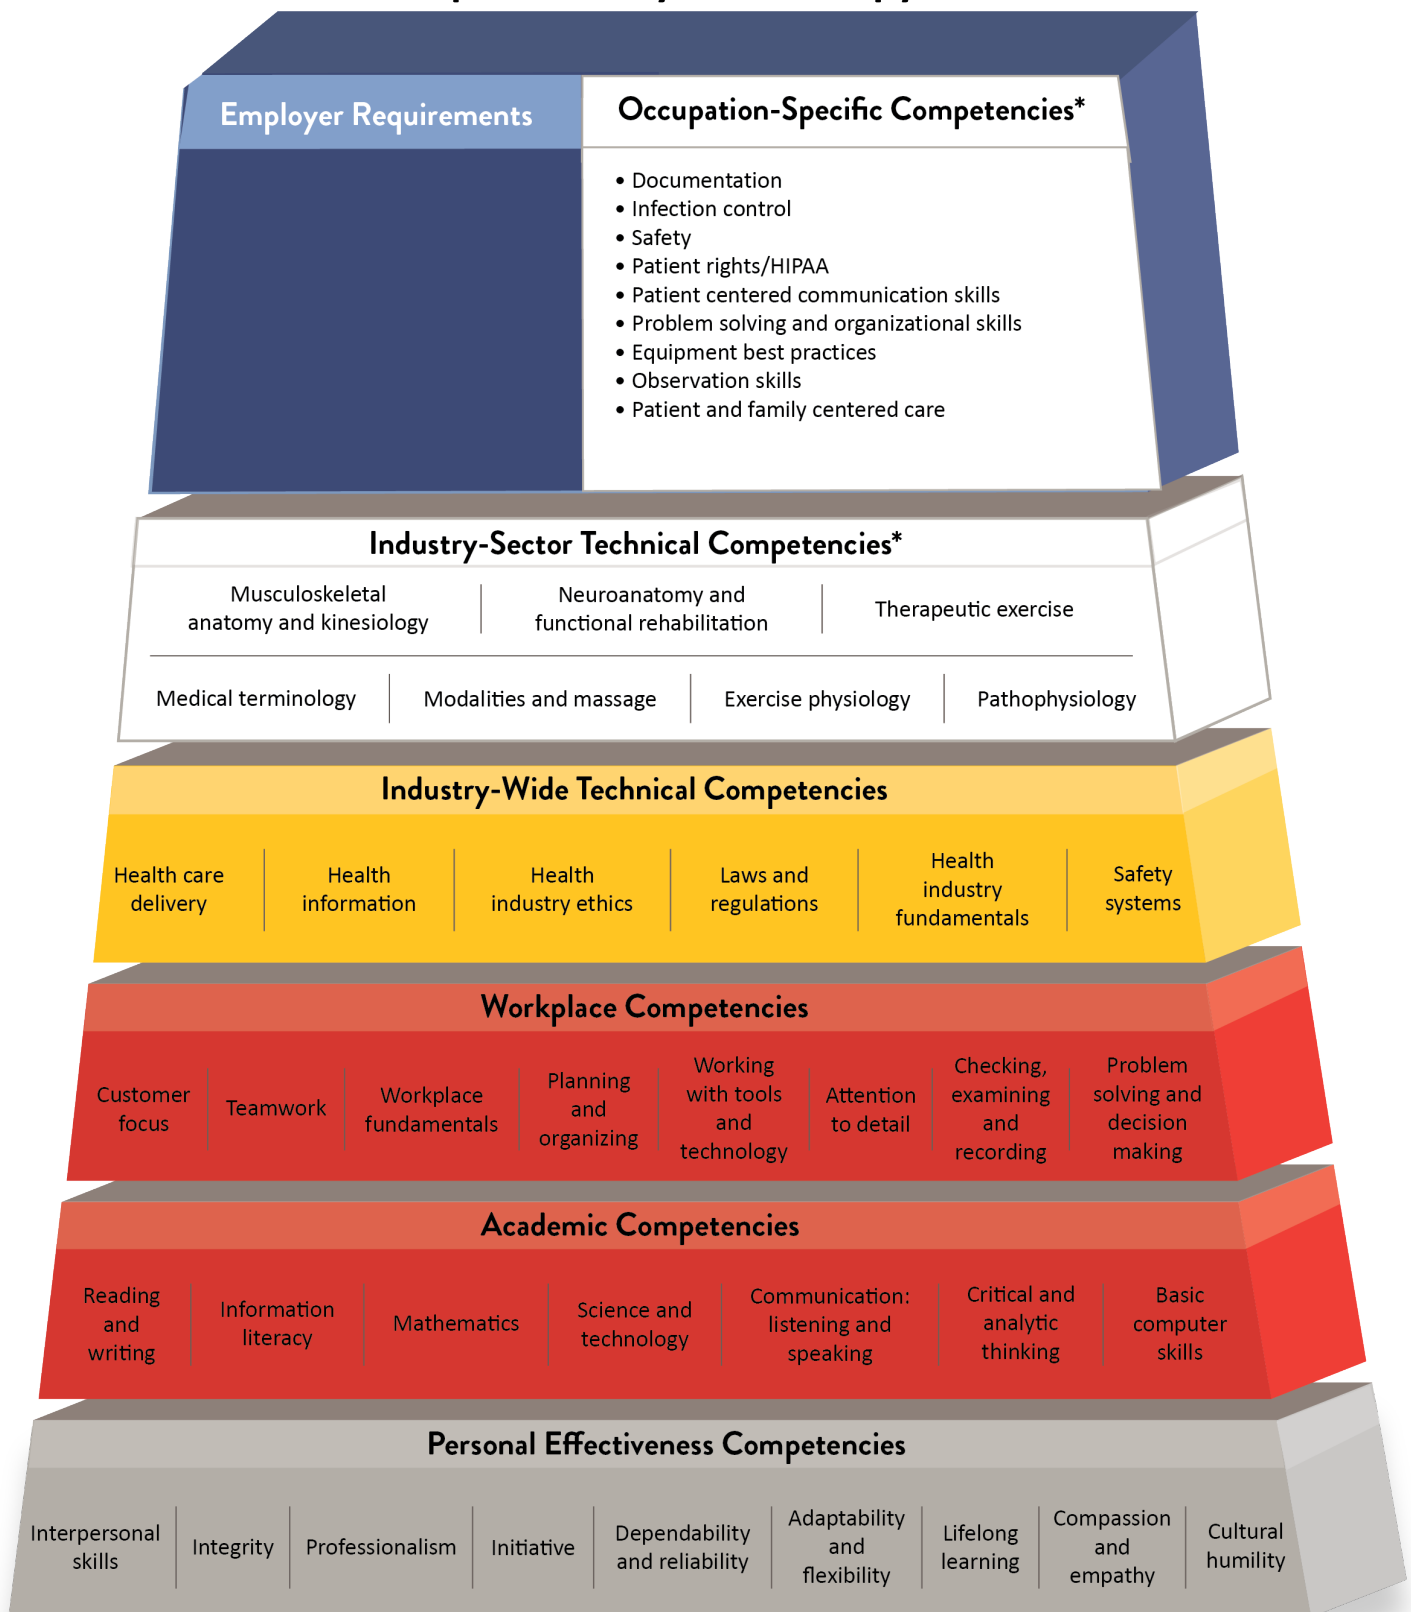 Employer Requirements
Occupation-Specific Competencies*
• Documentation
• Infection control
• Safety
• Patient rights/HIPAA
• Patient centered communication skills
• Problem solving and organizational skills
• Equipment best practices
• Observation skills
• Patient and family centered care
Industry-Sector Technical Competencies*
Musculoskeletal
anatomy and kinesiology
Neuroanatomy and
functional rehabilitation
Therapeutic exercise
Medical terminology
Modalities and massage
Exercise physiology
Pathophysiology
Industry-Wide Technical Competencies
Health care
delivery
Health
information
Health
industry ethics
Laws and
regulations
Health
industry
fundamentals
Safety
systems
Workplace Competencies
Customer
focus
Teamwork
Workplace
fundamentals
Planning
and
organizing
Working
with tools
and
technology
Attention
to detail
Checking,
examining
and
recording
Problem
solving and
decision
making
Academic Competencies
Reading
and
writing
Information
literacy
Mathematics
Science and
technology
Communication:
listening and
speaking
Critical and
analytic
thinking
Basic
computer
skills
Personal Effectiveness Competencies
Interpersonal
skills
Integrity
Professionalism
Initiative
Dependability
and reliability
Adaptability
and
flexibility
Lifelong
learning
Compassion
and
empathy
Cultural
humility